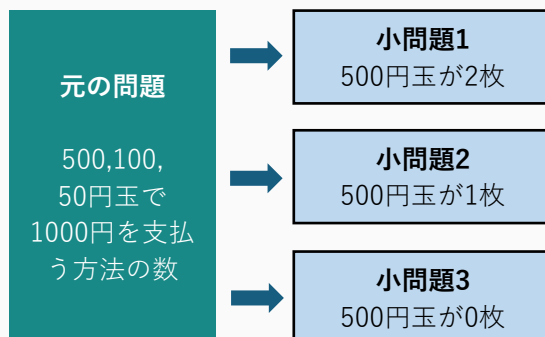 元の問題
500,100,
50円玉で
1000円を支払
う方法の数
小問題1
500円玉が2枚
小問題2
500円玉が1枚
小問題3
500円玉が0枚